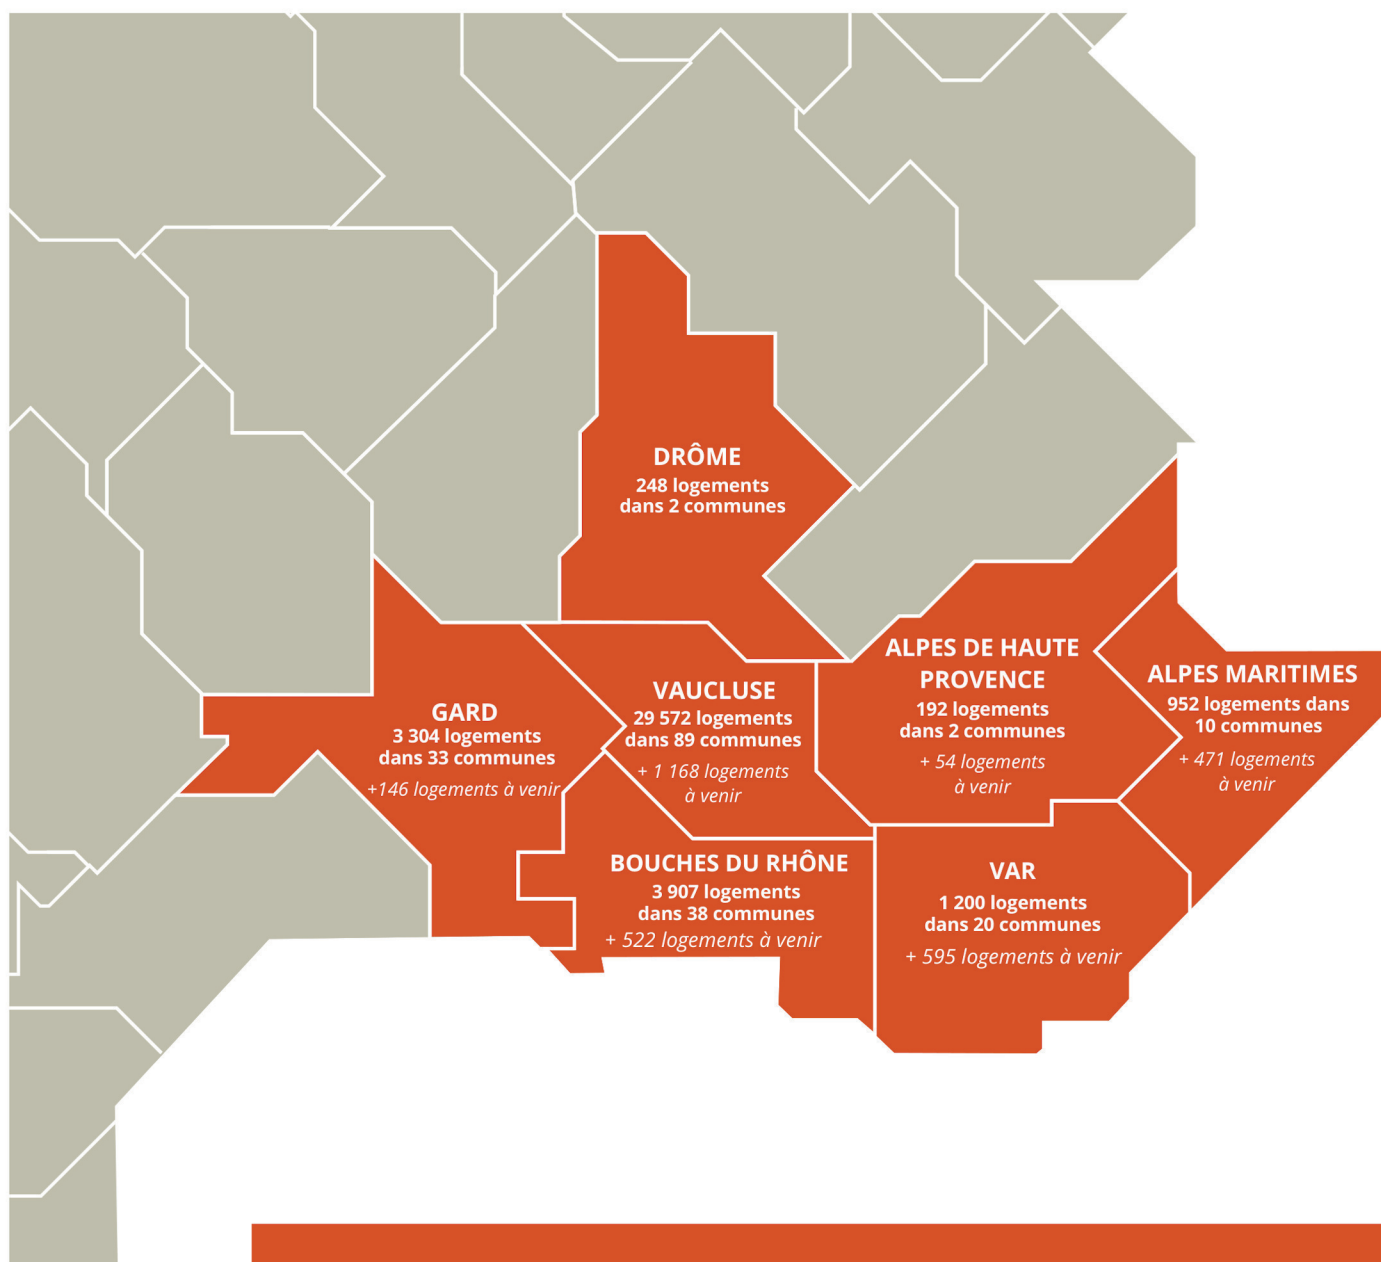 DRÔME
248 logements
dans 2 communes
ALPES DE HAUTE
PROVENCE
192 logements
dans 2 communes
+ 54 logements
à venir
ALPES MARITIMES
952 logements dans
10 communes
+ 471 logements
à venir
VAUCLUSE
29 572 logements
dans 89 communes
+ 1 168 logements
à venir
GARD
3 304 logements
dans 33 communes
+146 logements à venir
BOUCHES DU RHÔNE
3 907 logements
dans 38 communes
+ 522 logements à venir
VAR
1 200 logements
dans 20 communes
+ 595 logements à venir